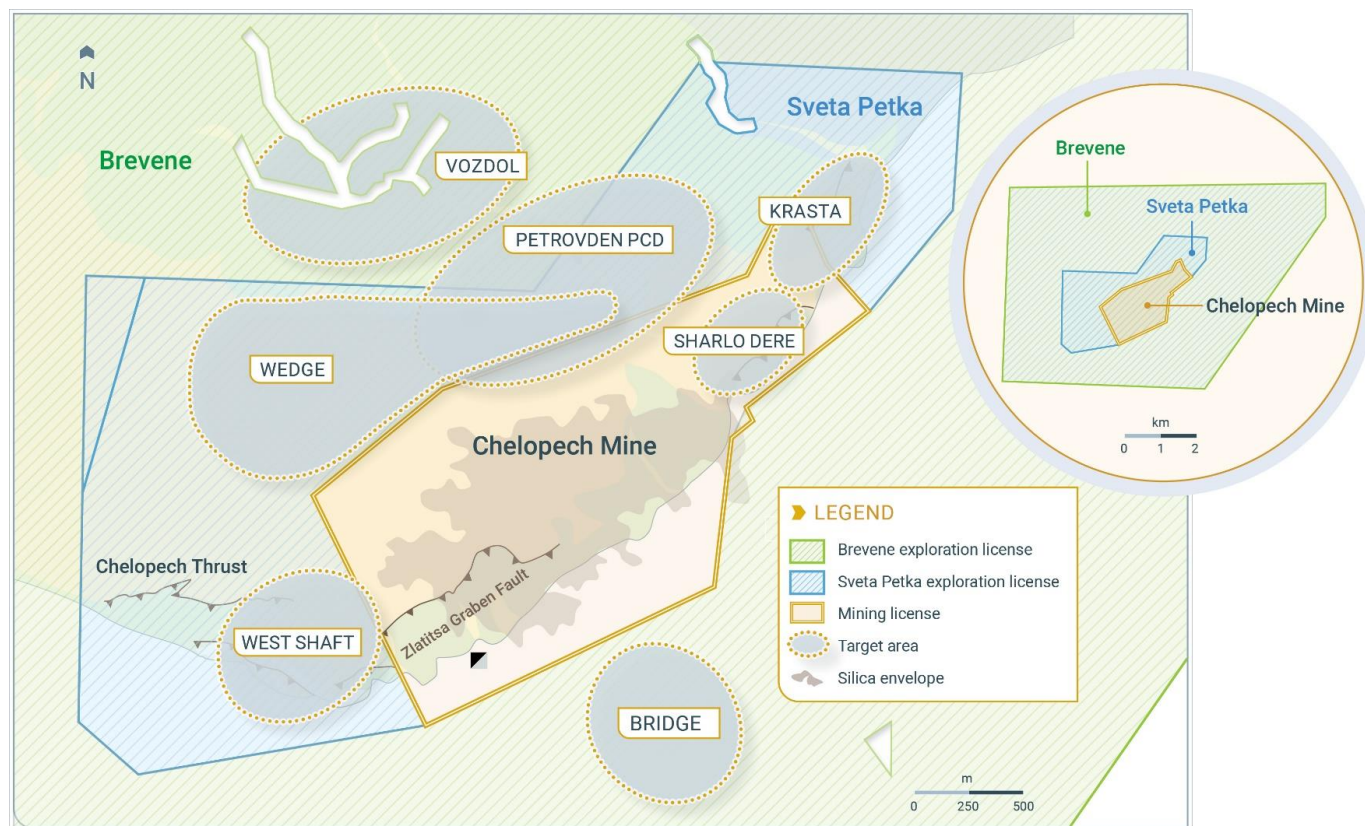 N
Brevene
VOZDOL
Sveta Petka
KRASTA
PETROVDEN PCD
SHARLO DERE
WEDGE
Chelopech Mine
Chelopech Thrust
Zlatitsa Graben Fault
WEST SHAFT
BRIDGE
Brevene
Sveta Petka
Chelopech Mine
km
0 1 2
LEGEND
Brevene exploration license
Sveta Petka exploration license
Mining license
Target area
Silica envelope
m
0 250 500